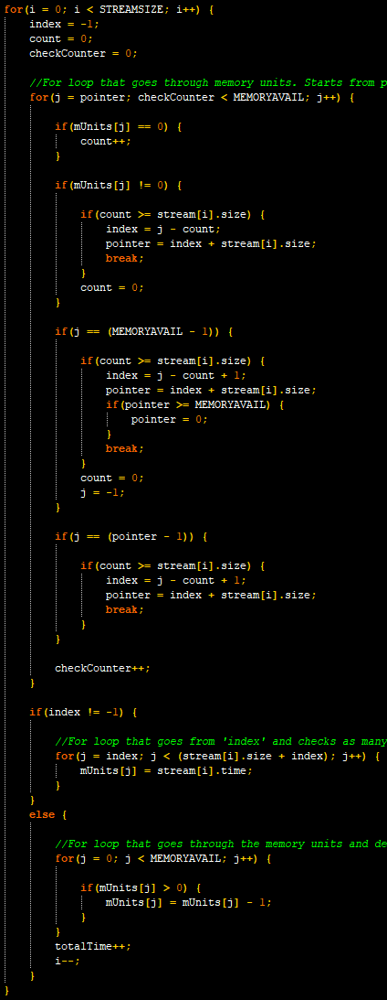 for(i = 0; i < STREAMSIZE; i++) {
index = -1;
count = 0;
checkCounter = 0;
//For loop that goes through memory units. Starts from
for(j = pointer; checkCounter < MEMORYAVAIL; j++) {
if(mUnits[j] == 0) {
count++;
}
if(mUnits[j] != 0) {
if(count >= stream[i].size) {
index = j - count;
pointer = index + stream[i].size;
break;
}
count = 0;
}
if(j == (MEMORYAVAIL - 1)) {
if(count >= stream[i].size) {
index = j - count + 1;
pointer = index + stream[i].size;
if(pointer >= MEMORYAVAIL) {
pointer = 0;
}
break;
}
count = 0;
j = -1;
}
if(j == (pointer - 1)) {
if(count >= stream[i].size) {
index = j - count + 1;
pointer = index + stream[i].size;
break;
}
}
checkCounter++;
}
if(index != -1) {
//For loop that goes from 'index' and checks as many
for(j = index; j < (stream[i].size + index); j++) {
mUnits[j] = stream[i].time;
}
}
else {
//For loop that goes through the memory units and
for(j = 0; j < MEMORYAVAIL; j++) {
if(mUnits[j] > 0) {
mUnits[j] = mUnits[j] - 1;
}
}
totalTime++;
i--;
}
}